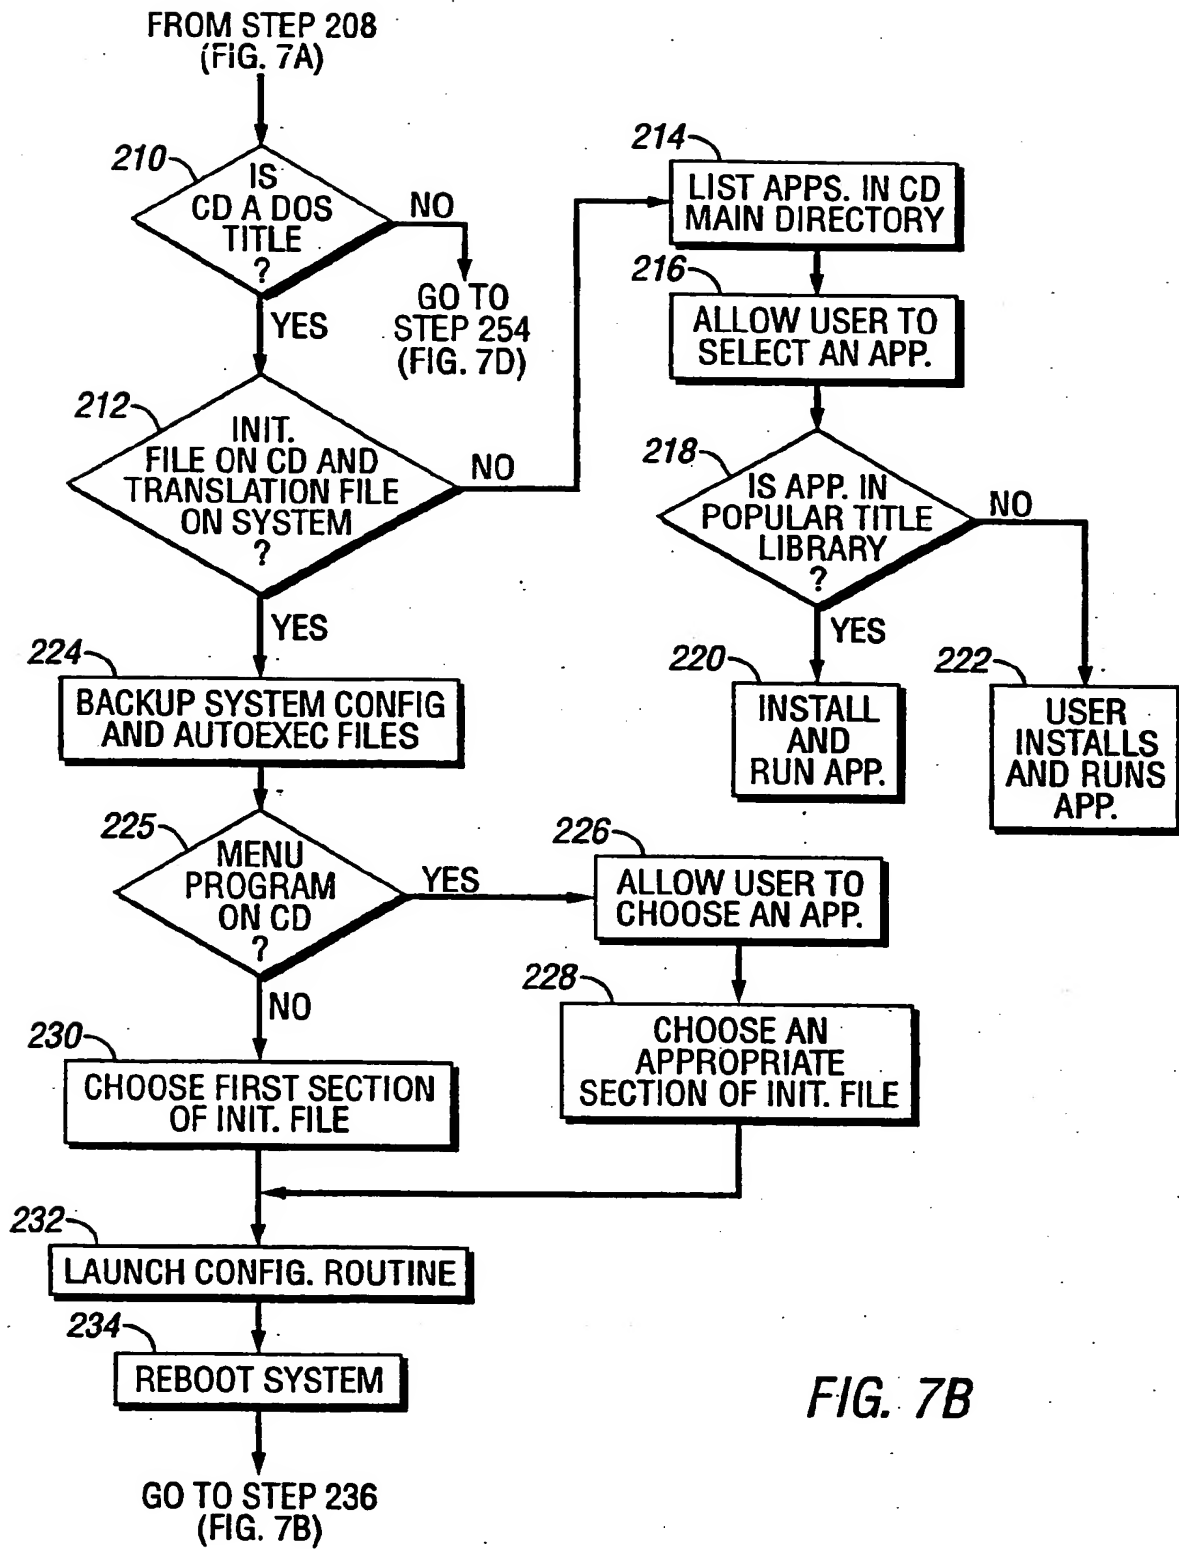 FROM STEP 208
(FIG. 7A)
210
IS
CD A DOS
TITLE
?
NO
GO TO
STEP 254
(FIG. 7D)
YES
212
INIT.
FILE ON CD AND
TRANSLATION FILE
ON SYSTEM
?
NO
YES
214
LIST APPS. IN CD
MAIN DIRECTORY
216
ALLOW USER TO
SELECT AN APP.
218
IS APP. IN
POPULAR TITLE
LIBRARY
?
NO
YES
220
INSTALL
AND
RUN APP.
222
USER
INSTALLS
AND RUNS
APP.
224
BACKUP SYSTEM CONFIG
AND AUTOEXEC FILES
225
MENU
PROGRAM
ON CD
?
YES
NO
226
ALLOW USER TO
CHOOSE AN APP.
228
CHOOSE AN
APPROPRIATE
SECTION OF INIT. FILE
230
CHOOSE FIRST SECTION
OF INIT. FILE
232
LAUNCH CONFIG. ROUTINE
234
REBOOT SYSTEM
GO TO STEP 236
(FIG. 7B)
FIG. 7B